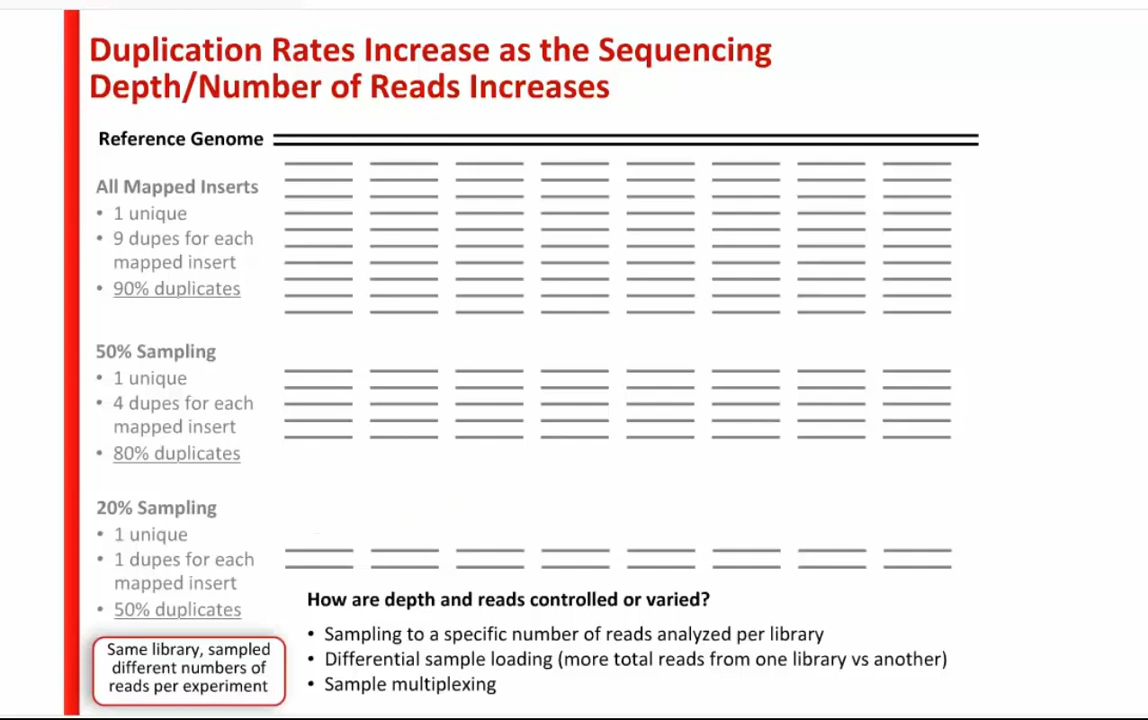 Duplication Rates Increase as the Sequencing
Depth/Number of Reads Increases
Reference Genome
All Mapped Inserts
• 1 unique
• 9 dupes for each
mapped insert
• 90% duplicates
50% Sampling
• 1 unique
• 4 dupes for each
mapped insert
• 80% duplicates
20% Sampling
• 1 unique
• 1 dupes for each
mapped insert
• 50% duplicates
Same library, sampled
different numbers of
reads per experiment
How are depth and reads controlled or varied?
• Sampling to a specific number of reads analyzed per library
• Differential sample loading (more total reads from one library vs another)
• Sample multiplexing